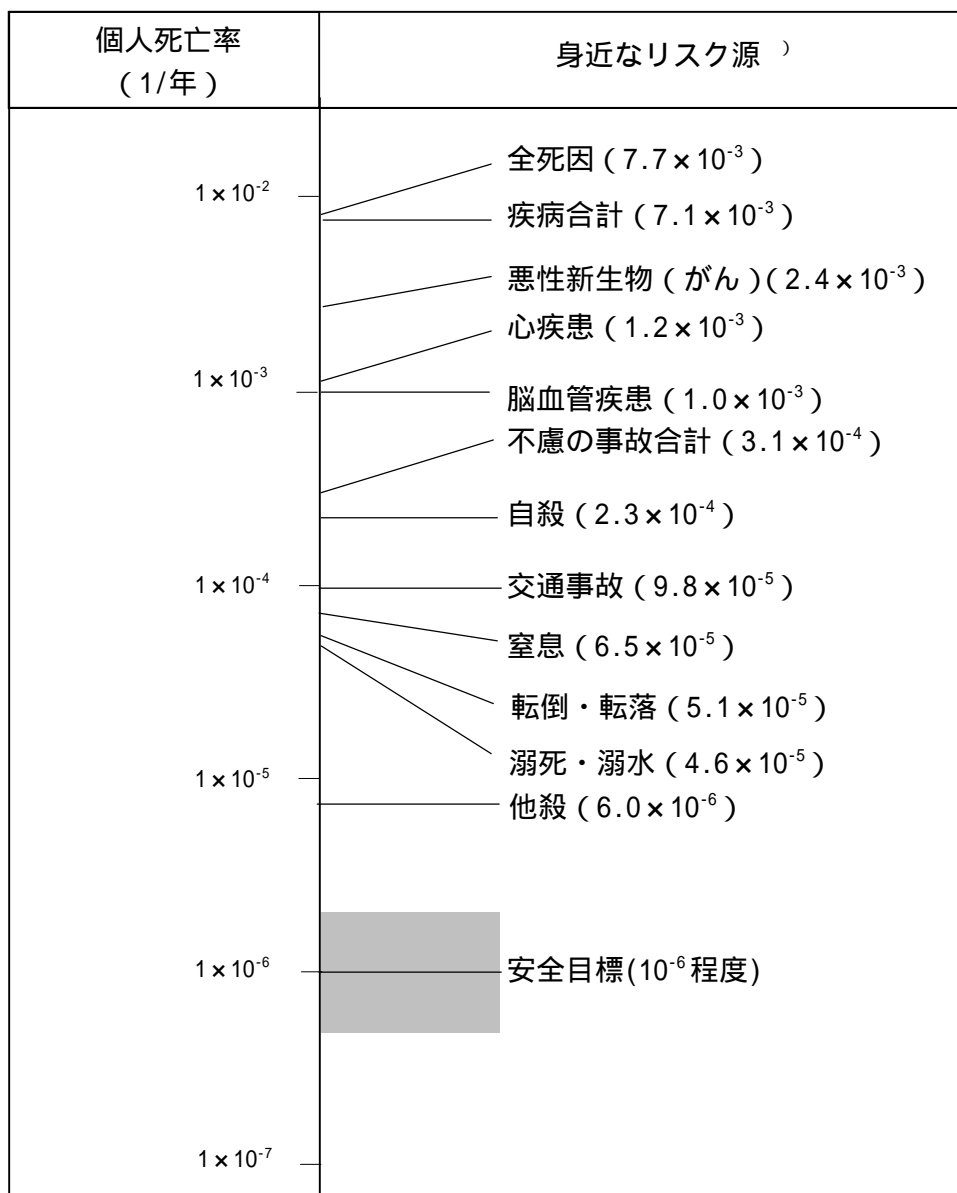 個人死亡率
（1/年）
身近なリスク源 ）
全死因（7.7×10⁻³）
1×10⁻²
疾病合計（7.1×10⁻³）
悪性新生物（がん）（2.4×10⁻³）
心疾患（1.2×10⁻³）
1×10⁻³
脳血管疾患（1.0×10⁻³）
不慮の事故合計（3.1×10⁻⁴）
自殺（2.3×10⁻⁴）
1×10⁻⁴
交通事故（9.8×10⁻⁵）
窒息（6.5×10⁻⁵）
転倒・転落（5.1×10⁻⁵）
溺死・溺水（4.6×10⁻⁵）
1×10⁻⁵
他殺（6.0×10⁻⁶）
1×10⁻⁶
安全目標(10⁻⁶程度)
1×10⁻⁷